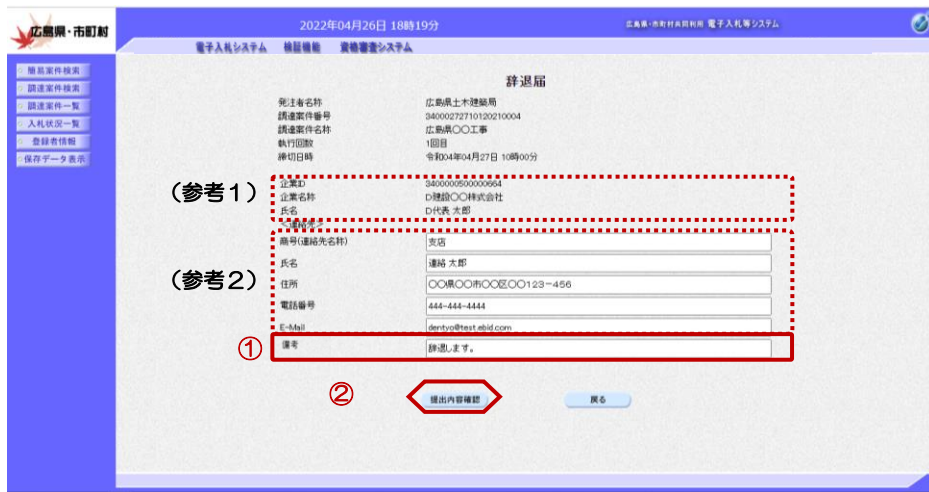 広島県・市町村
2022年04月26日 18時19分
広島県・市町村共同利用 電子入札等システム
電子入札システム 検証機能 資格審査システム
簡易案件検索
調達案件検索
調達案件一覧
入札状況一覧
登録者情報
保存データ表示
辞退届
発注者名称 広島県土木建築局
調達案件番号 34000272710120210004
調達案件名称 広島県〇〇工事
執行回数 1回目
締切日時 令和04年04月27日 10時00分
(参考1)
企業ID 3400000500000664
企業名称 D建設〇〇株式会社
氏名 D代表 太郎
<連絡先>
(参考2)
商号(連絡先名称) 支店
氏名 連絡 太郎
住所 〇〇県〇〇市〇〇区〇〇123-456
電話番号 444-444-4444
E-Mail dentyo@test.ebid.com
① 備考 辞退します。
② 提出内容確認 戻る